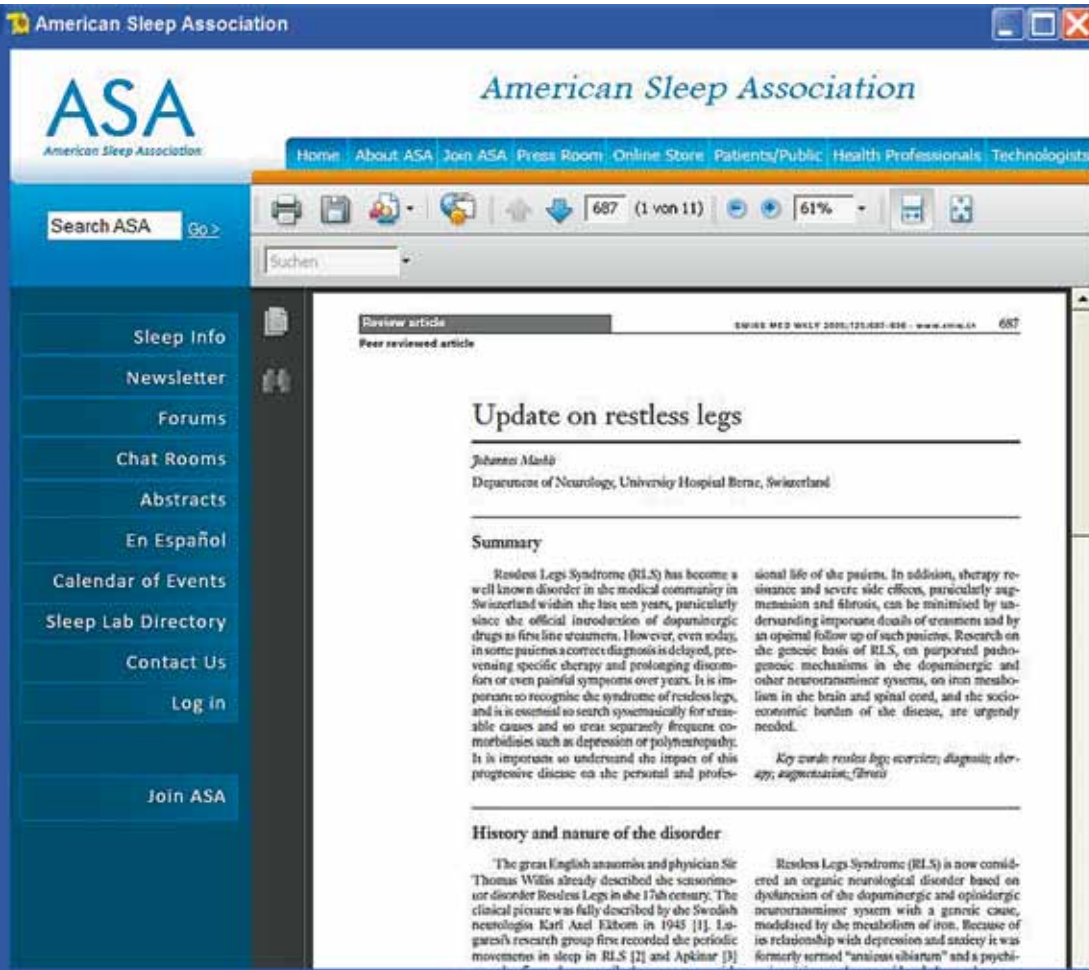 American Sleep Association
ASA
American Sleep Association
American Sleep Association
Home About ASA Join ASA Press Room Online Store Patients/Public Health Professionals Technologists
Search ASA Go >
687 (1 von 11) 61%
Suchen
Sleep Info
Newsletter
Forums
Chat Rooms
Abstracts
En Español
Calendar of Events
Sleep Lab Directory
Contact Us
Log in
Join ASA
Review article
SWISS MED WKLY 687
Peer reviewed article
Update on restless legs
Johannes
Department of Neurology, University Hospital Berne, Switzerland
Summary
Restless Legs Syndrome (RLS) has become a
well known disorder in the medical community in
Switzerland within the last ten years, particularly
since the official introduction of dopaminergic
drugs as first line treatment. However, even today,
in some patients a correct diagnosis is delayed, pre-
venting specific therapy and prolonging discom-
fort or even painful symptoms over years. It is im-
portant to recognise the syndrome of restless legs,
and it is essential to search systematically for treat-
able causes and to treat separately frequent co-
morbidities such as depression or polyneuropathy.
It is important to understand the impact of this
progressive disease on the personal and profes-
sional life of the patient. In addition, therapy re-
sistance and severe side effects, particularly aug-
mentation and fibrosis, can be minimised by un-
derstanding important details of treatment and by
an optimal follow up of such patients. Research on
the genetic basis of RLS, on purported patho-
genetic mechanisms in the dopaminergic and
other neurotransmitter systems, on iron metabo-
lism in the brain and spinal cord, and the socio-
economic burden of the disease, are urgently
needed.
Key words: restless legs; overview; diagnosis; ther-
apy; augmentation; fibrosis
History and nature of the disorder
The great English anatomist and physician Sir
Thomas Willis already described the sensorimo-
tor disorder Restless Legs in the 17th century. The
clinical picture was fully described by the Swedish
neurologist Karl Axel Ekbom in 1945 [1]. Lu-
garesi's research group first recorded the periodic
movements in sleep in RLS [2] and Apkinar [3]
Restless Legs Syndrome (RLS) is now consid-
ered an organic neurological disorder based on
dysfunction of the dopaminergic and opioidergic
neurotransmitter system with a genetic cause,
modulated by the metabolism of iron. Because of
its relationship with depression and anxiety it was
formerly termed "anxietas tibiarum" and a psychi-